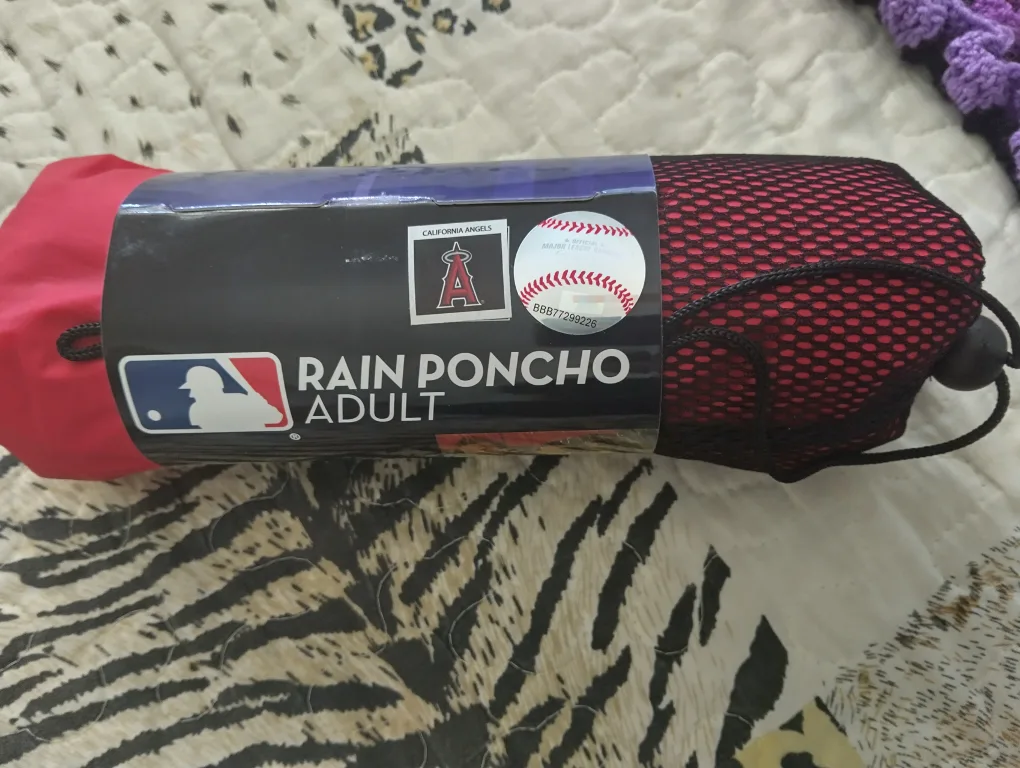 CALIFORNIA ANGELS
A
BBB77299226
RAIN PONCHO
ADULT